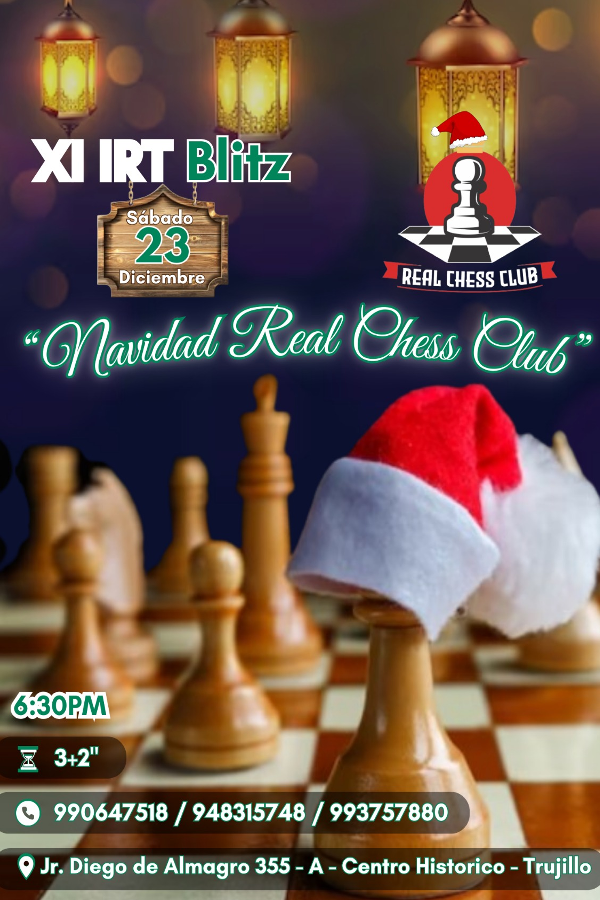 XI IRT Blitz
Sábado
23
Diciembre
REAL CHESS CLUB
“Navidad Real Chess Club”
6:30PM
3+2"
990647518 / 948315748 / 993757880
Jr. Diego de Almagro 355 - A - Centro Historico - Trujillo